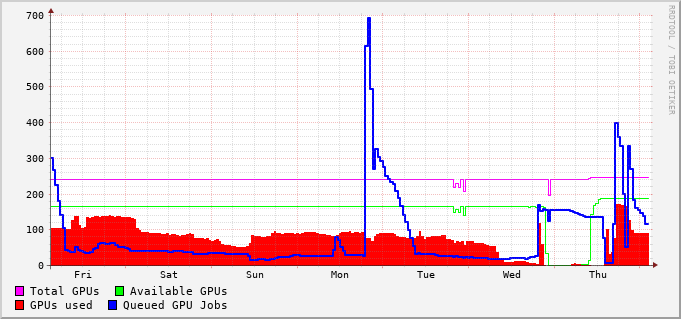 700
600
500
400
300
200
100
0
Fri Sat Sun Mon Tue Wed Thu
Total GPUs Available GPUs
GPUs used Queued GPU Jobs
RRDTOOL / TOBI OETIKER